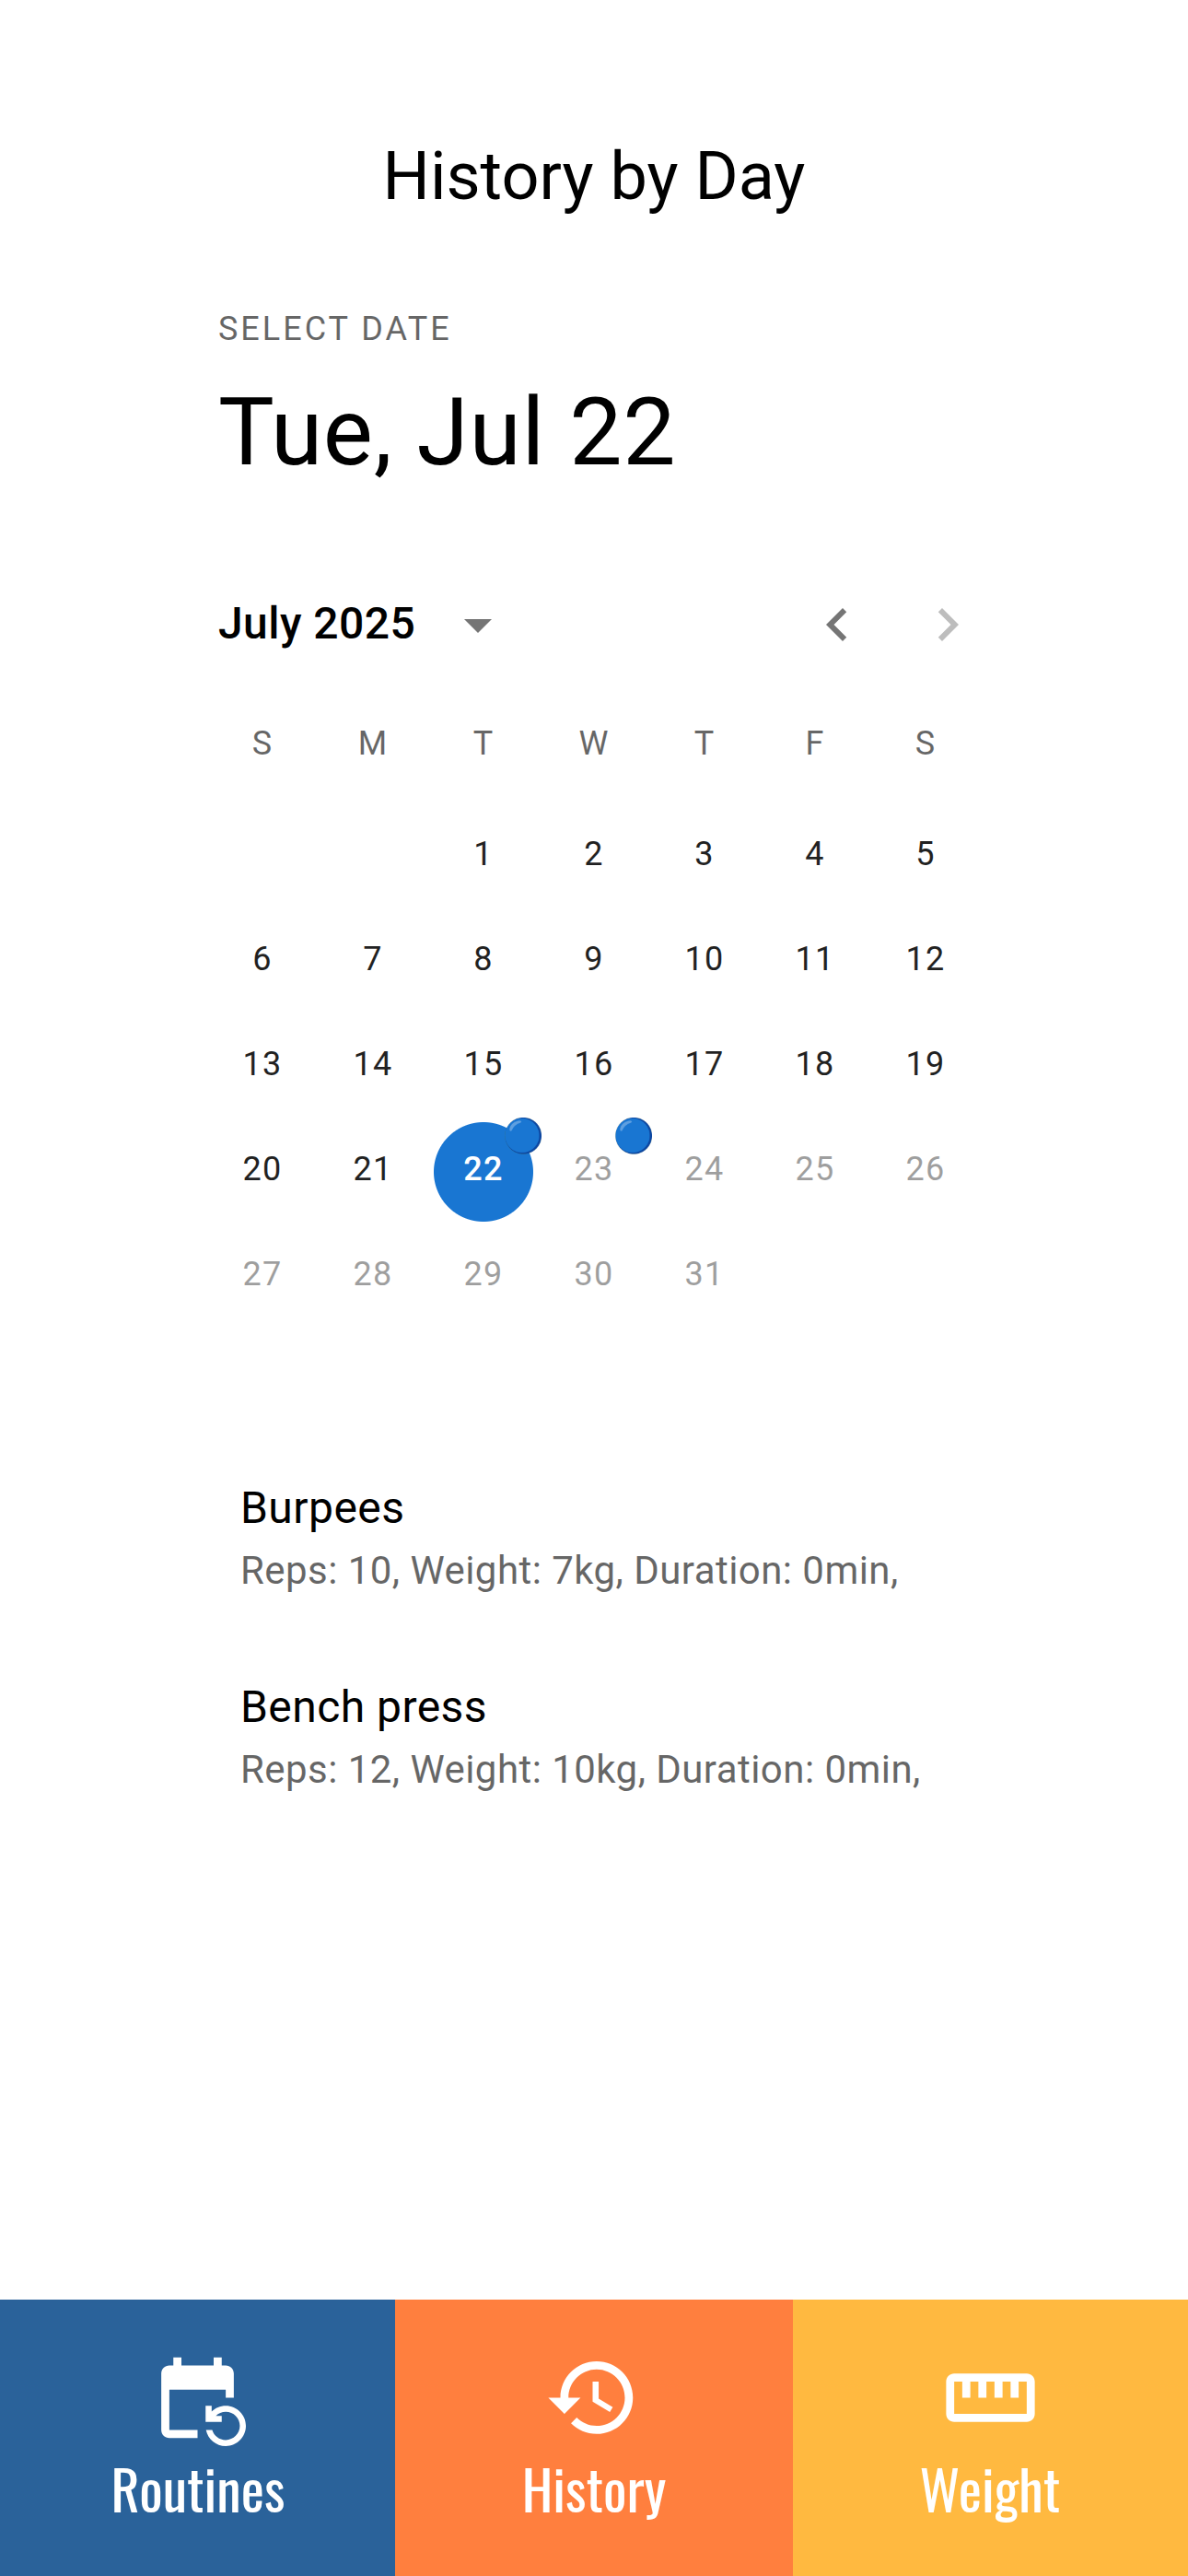 History by Day
SELECT DATE
Tue, Jul 22
July 2025
S M T W T F S
1 2 3 4 5
6 7 8 9 10 11 12
13 14 15 16 17 18 19
20 21 22 23 24 25 26
27 28 29 30 31
Burpees
Reps: 10, Weight: 7kg, Duration: 0min,
Bench press
Reps: 12, Weight: 10kg, Duration: 0min,
Routines History Weight